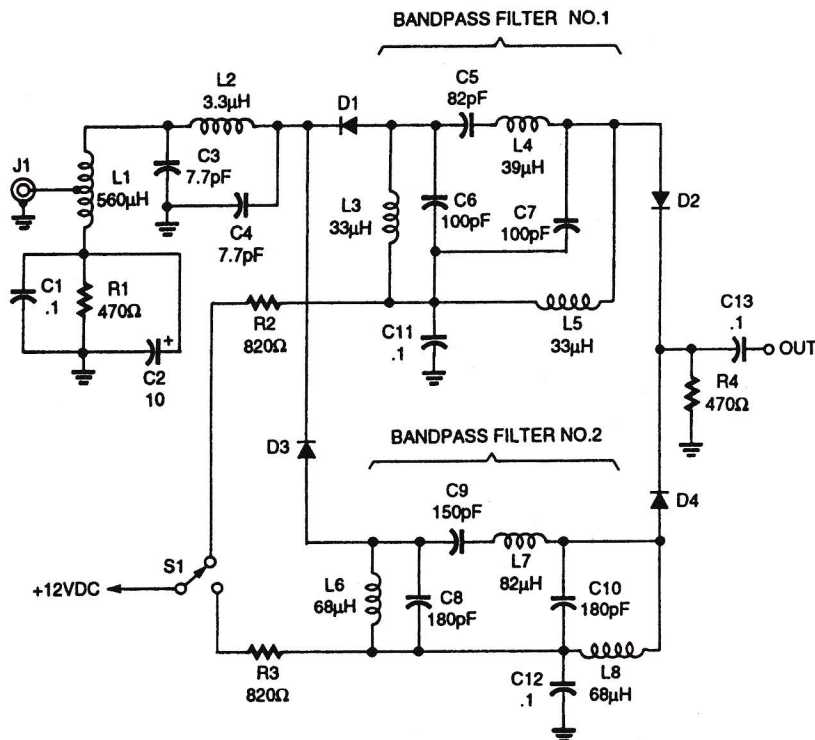 BANDPASS FILTER NO.1
L2
3.3µH
D1
C5
82pF
L4
39µH
J1
L1
560µH
C3
7.7pF
C4
7.7pF
L3
33µH
C6
100pF
C7
100pF
D2
C1
.1
R1
470Ω
+
C2
10
R2
820Ω
C11
.1
L5
33µH
C13
.1
OUT
R4
470Ω
D3
BANDPASS FILTER NO.2
D4
C9
150pF
L7
82µH
S1
+12VDC
L6
68µH
C8
180pF
C10
180pF
R3
820Ω
C12
.1
L8
68µH